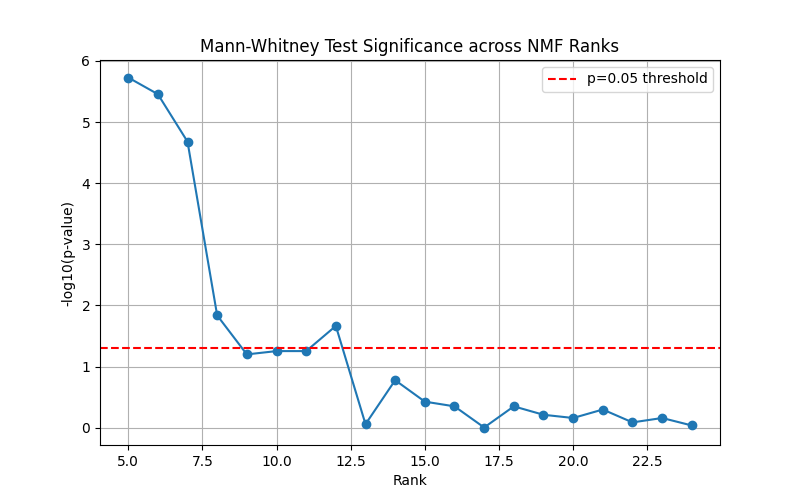 Mann-Whitney Test Significance across NMF Ranks
p=0.05 threshold
-log10(p-value)
6
5
4
3
2
1
0
5.0 7.5 10.0 12.5 15.0 17.5 20.0 22.5
Rank